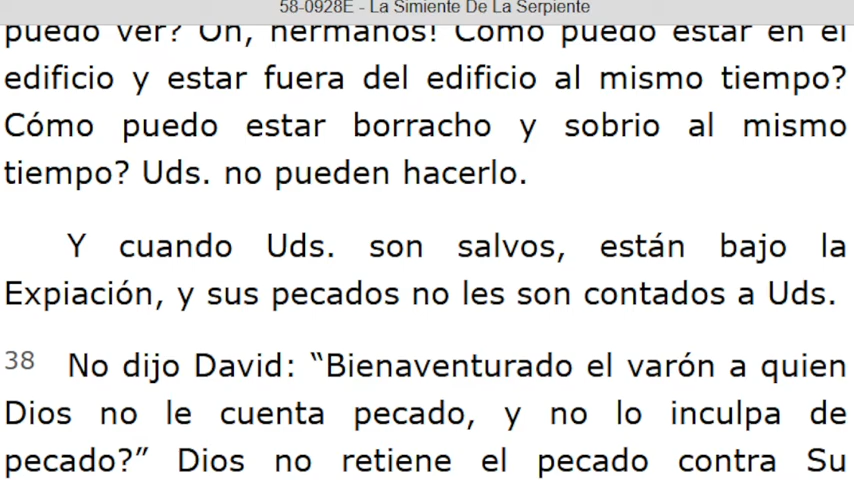 58-0928E - La Simiente De La Serpiente
puedo ver? Oh, hermanos! Cómo puedo estar en el
edificio y estar fuera del edificio al mismo tiempo?
Cómo puedo estar borracho y sobrio al mismo
tiempo? Uds. no pueden hacerlo.
Y cuando Uds. son salvos, están bajo la
Expiación, y sus pecados no les son contados a Uds.
38 No dijo David: “Bienaventurado el varón a quien
Dios no le cuenta pecado, y no lo inculpa de
pecado?” Dios no retiene el pecado contra Su